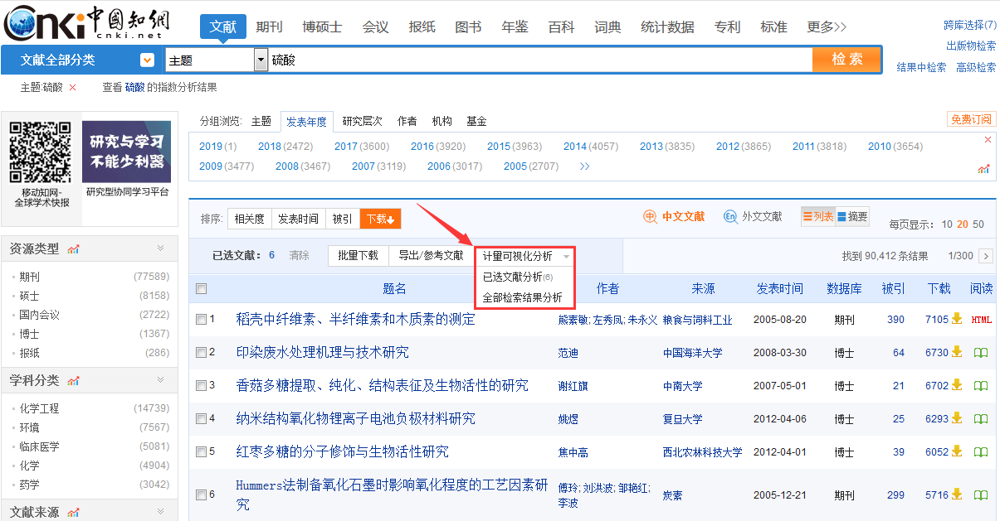 Cnki中國知網
cnki.net
文献 期刊 博硕士 会议 报纸 图书 年鉴 百科 词典 统计数据 专利 标准 更多>>
跨库选择(7)
出版物检索
文献全部分类 主题 硫酸 检索
结果中检索 高级检索
主题:硫酸 × 查看 硫酸 的指数分析结果
分组浏览: 主题 发表年度 研究层次 作者 机构 基金 免费订阅
2019(1) 2018(2472) 2017(3600) 2016(3920) 2015(3963) 2014(4057) 2013(3835) 2012(3865) 2011(3818) 2010(3654) ×
2009(3477) 2008(3467) 2007(3119) 2006(3017) 2005(2707) >>
研究与学习
不能少利器
移动知网-
全球学术快报
研究型协同学习平台
排序: 相关度 发表时间 被引 下载↓ 中 中文文献 En 外文文献 列表 摘要 每页显示: 10 20 50
已选文献: 6 清除 批量下载 导出/参考文献 计量可视化分析 找到 90,412 条结果 1/300 >
已选文献分析(6)
全部检索结果分析
题名 作者 来源 发表时间 数据库 被引 下载 阅读
1 稻壳中纤维素、半纤维素和木质素的测定 熊素敏; 左秀凤; 朱永义 粮食与饲料工业 2005-08-20 期刊 390 7105 HTML
2 印染废水处理机理与技术研究 范迪 中国海洋大学 2008-03-30 博士 64 6730
3 香菇多糖提取、纯化、结构表征及生物活性的研究 谢红旗 中南大学 2007-05-01 博士 21 6702
4 纳米结构氧化物锂离子电池负极材料研究 姚煜 复旦大学 2012-04-06 博士 25 6293
5 红枣多糖的分子修饰与生物活性研究 焦中高 西北农林科技大学 2012-04-01 博士 39 6052
6 Hummers法制备氧化石墨时影响氧化程度的工艺因素研究 傅玲; 刘洪波; 邹艳红; 李波 炭素 2005-12-21 期刊 299 5716
资源类型
期刊 (77589)
硕士 (8158)
国内会议 (2722)
博士 (1367)
报纸 (286)
学科分类
化学工程 (14739)
环境 (7567)
临床医学 (5081)
化学 (4904)
药学 (3042)
文献来源